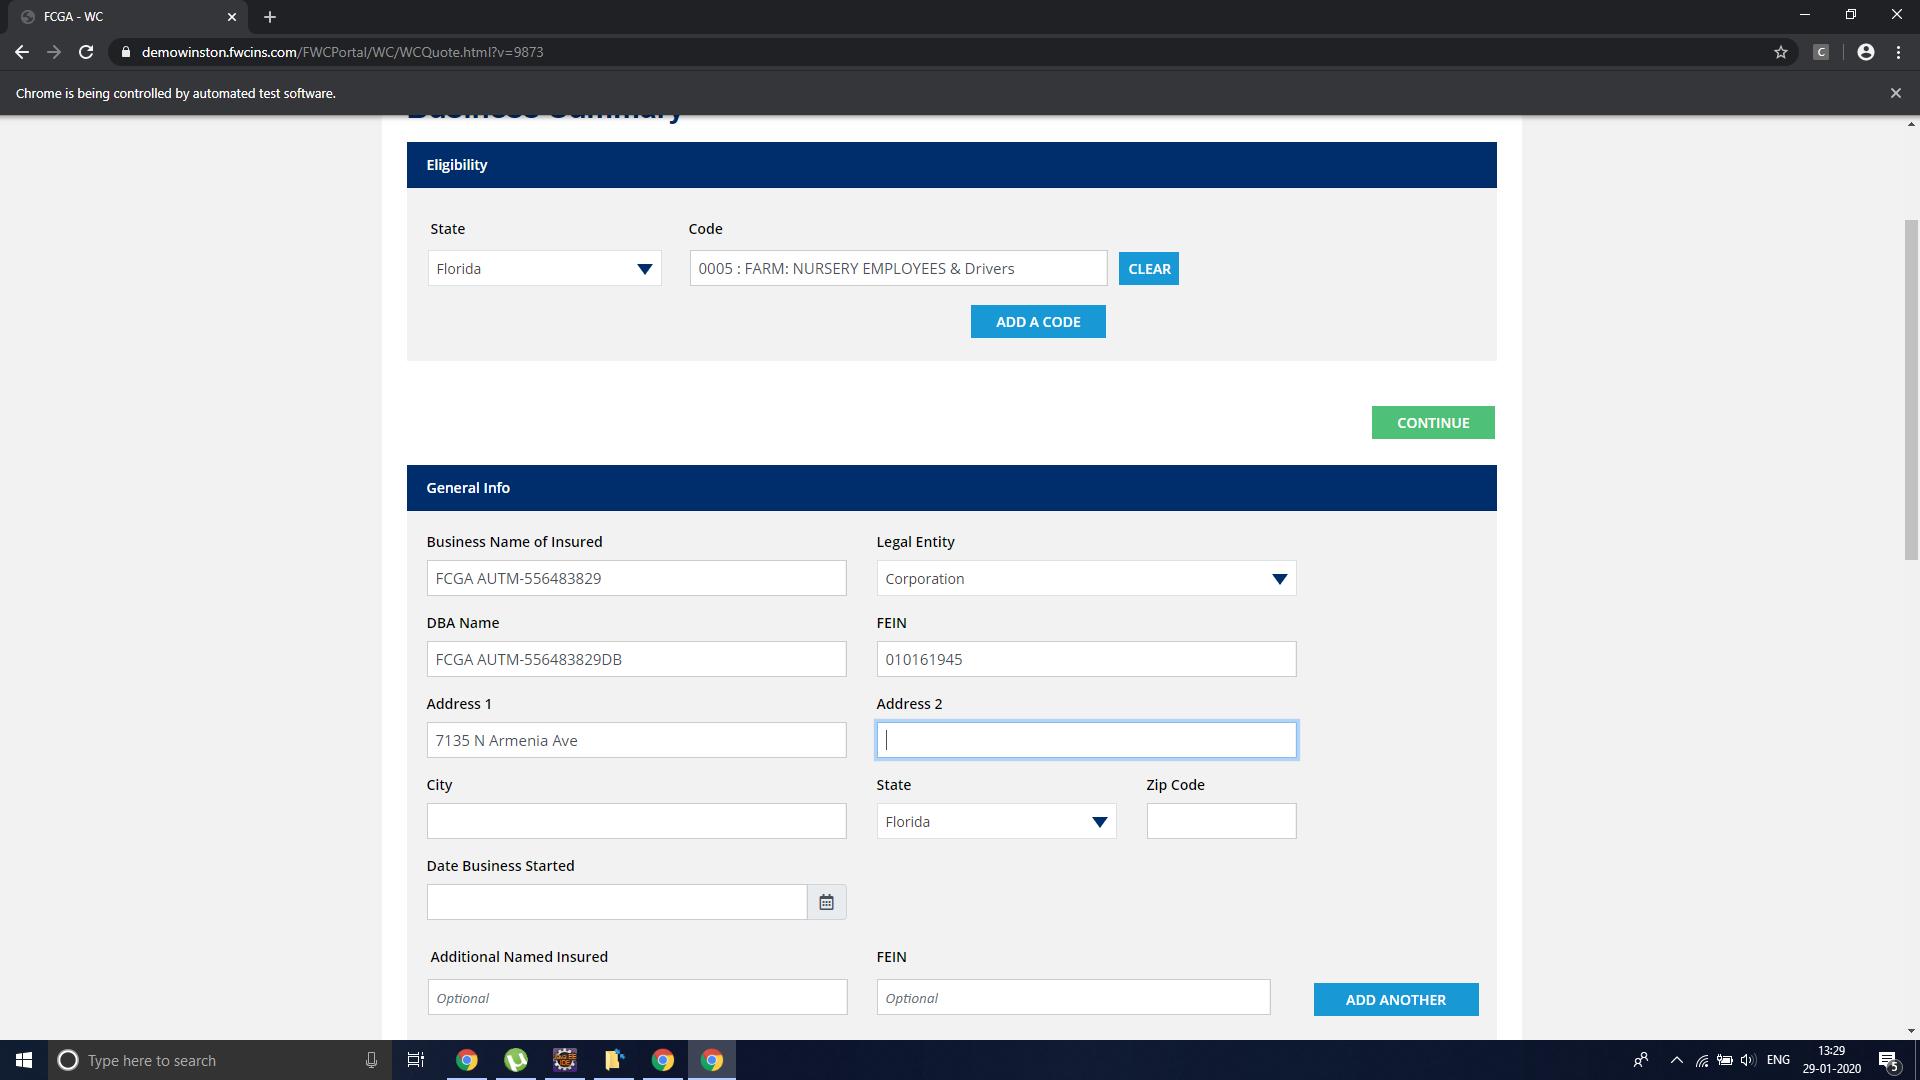 FCGA - WC
demowinston.fwcins.com/FWCPortal/WC/WCQuote.html?v=9873
C
Chrome is being controlled by automated test software.
Business Summary
Eligibility
State
Code
Florida
0005 : FARM: NURSERY EMPLOYEES & Drivers
CLEAR
ADD A CODE
CONTINUE
General Info
Business Name of Insured
Legal Entity
FCGA AUTM-556483829
Corporation
DBA Name
FEIN
FCGA AUTM-556483829DB
010161945
Address 1
Address 2
7135 N Armenia Ave
City
State
Zip Code
Florida
Date Business Started
Additional Named Insured
FEIN
Optional
Optional
ADD ANOTHER
Type here to search
ENG
13:29
29-01-2020
5